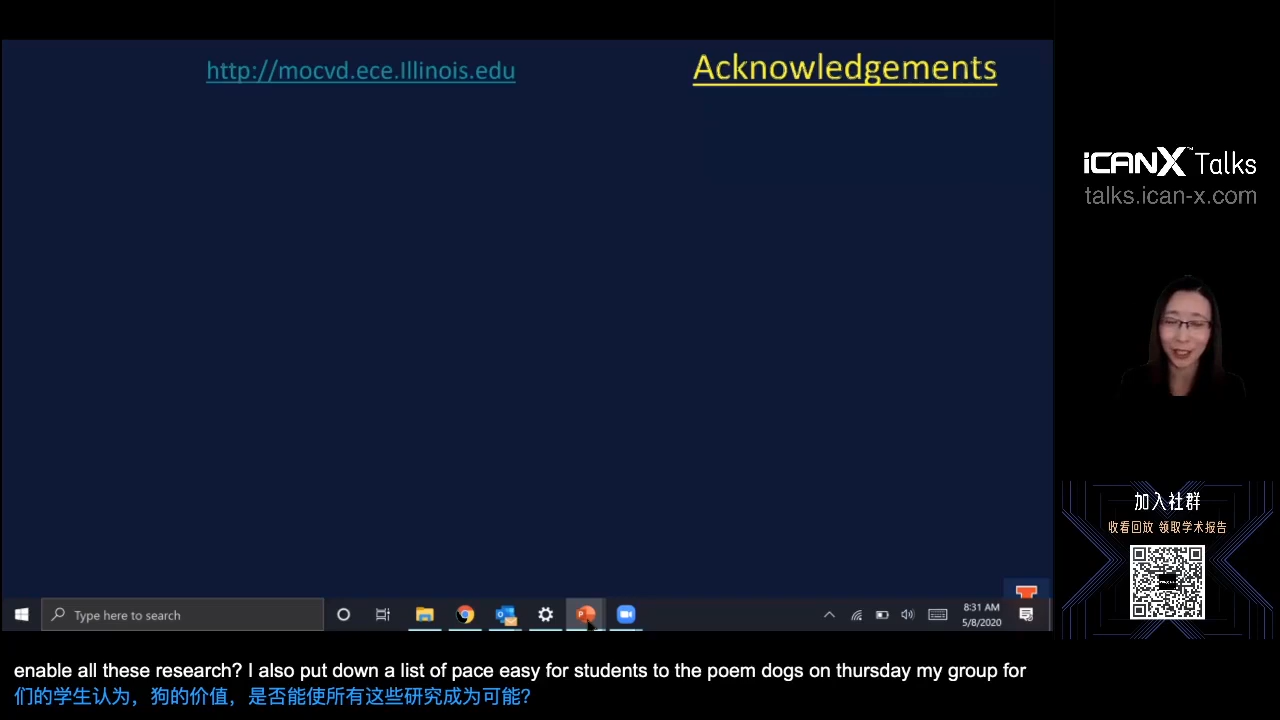 http://mocvd.ece.Illinois.edu
Acknowledgements
iCANX™ Talks
talks.ican-x.com
加入社群
收看回放 领取学术报告
Type here to search
8:31 AM
5/8/2020
enable all these research? I also put down a list of pace easy for students to the poem dogs on thursday my group for
们的学生认为，狗的价值，是否能使所有这些研究成为可能?